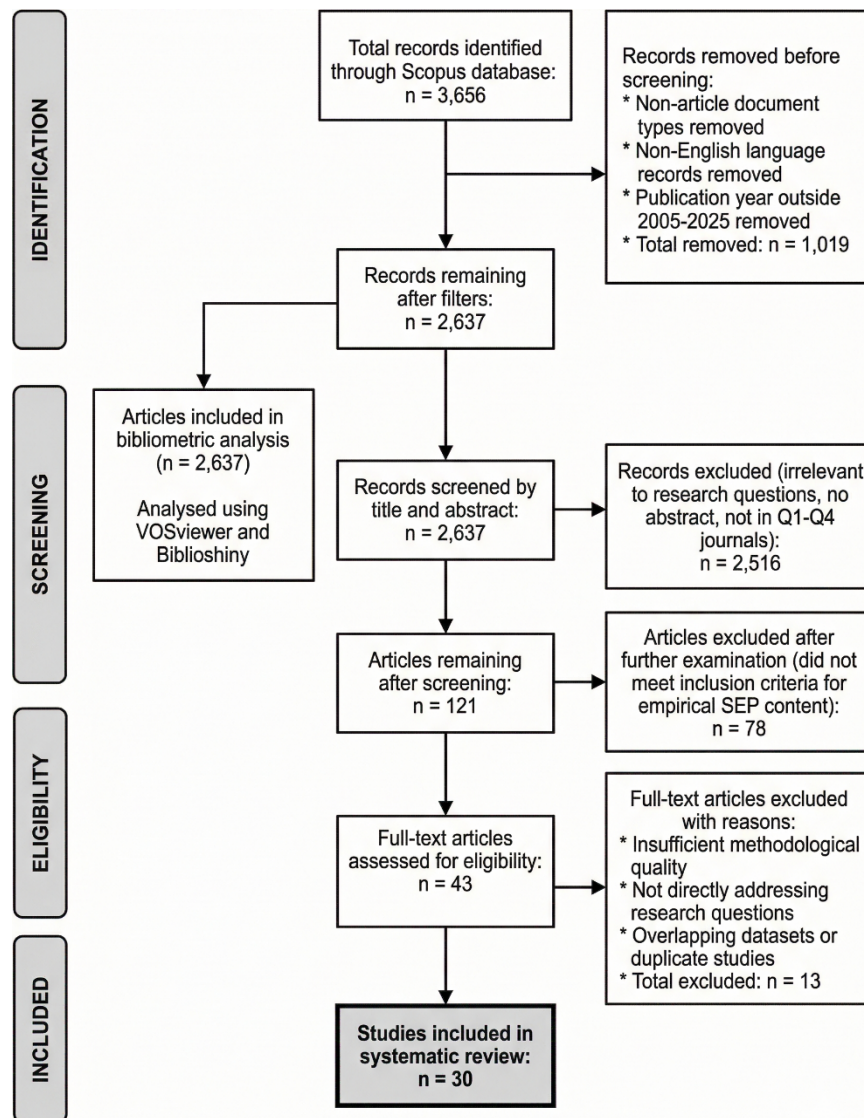 IDENTIFICATION
Total records identified
through Scopus database:
n = 3,656
Records removed before
screening:
* Non-article document
types removed
* Non-English language
records removed
* Publication year outside
2005-2025 removed
* Total removed: n = 1,019
Records remaining
after filters:
n = 2,637
SCREENING
Articles included in
bibliometric analysis
(n = 2,637)
Analysed using
VOSviewer and
Biblioshiny
Records screened by
title and abstract:
n = 2,637
Records excluded (irrelevant
to research questions, no
abstract, not in Q1-Q4
journals):
n = 2,516
Articles remaining
after screening:
n = 121
Articles excluded after
further examination (did not
meet inclusion criteria for
empirical SEP content):
n = 78
ELIGIBILITY
Full-text articles
assessed for eligibility:
n = 43
Full-text articles excluded
with reasons:
* Insufficient methodological
quality
* Not directly addressing
research questions
* Overlapping datasets or
duplicate studies
* Total excluded: n = 13
INCLUDED
Studies included in
systematic review:
n = 30